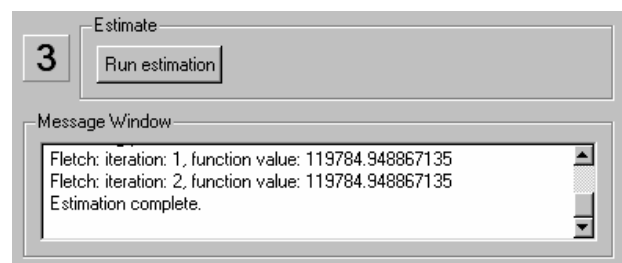 Estimate
3
Run estimation
Message Window
Fletch: iteration: 1, function value: 119784.948867135
Fletch: iteration: 2, function value: 119784.948867135
Estimation complete.